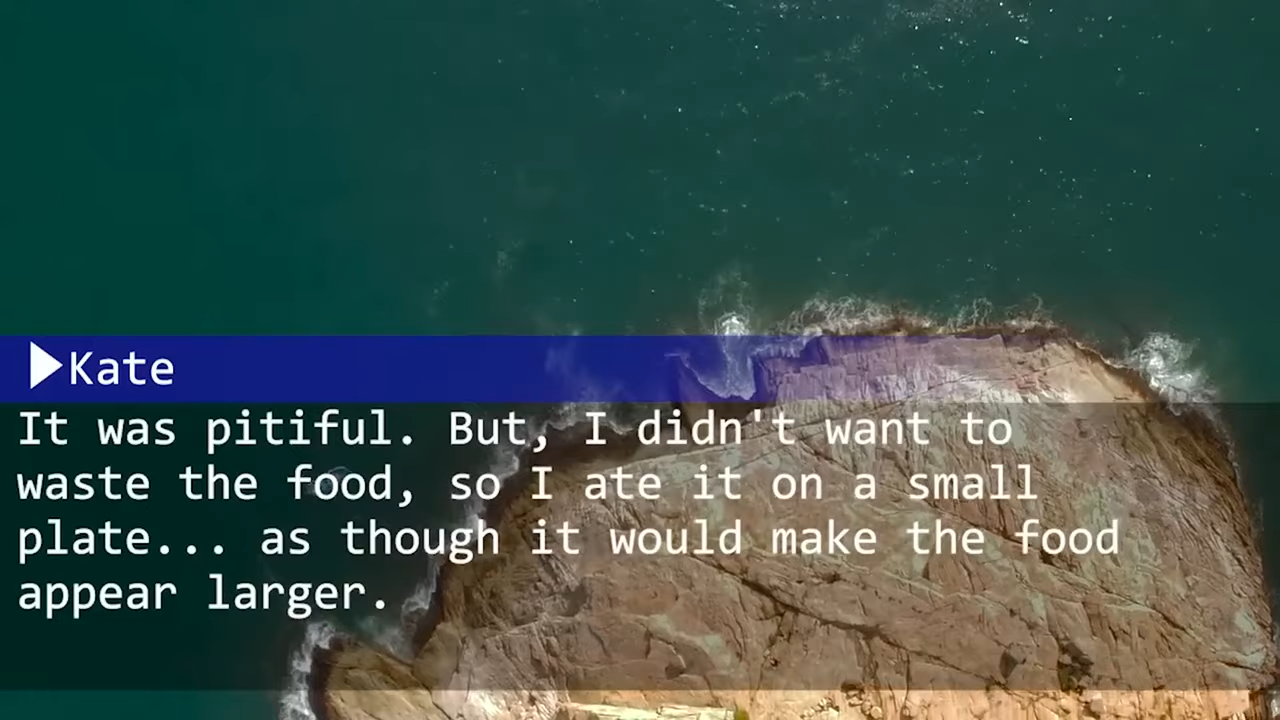 ▶Kate
It was pitiful. But, I didn't want to
waste the food, so I ate it on a small
plate... as though it would make the food
appear larger.